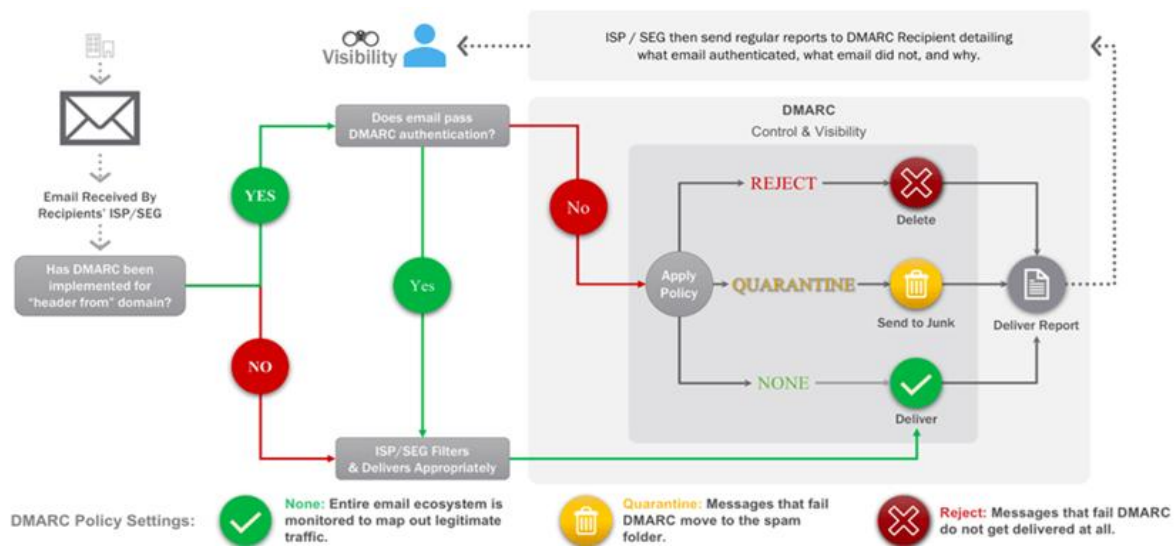 Visibility
ISP / SEG then send regular reports to DMARC Recipient detailing
what email authenticated, what email did not, and why.
Email Received By
Recipients' ISP/SEG
Has DMARC been
implemented for
“header from” domain?
YES
NO
Does email pass
DMARC authentication?
Yes
No
ISP/SEG Filters
& Delivers Appropriately
DMARC
Control & Visibility
Apply
Policy
REJECT
Delete
QUARANTINE
Send to Junk
NONE
Deliver
Deliver Report
DMARC Policy Settings:
None: Entire email ecosystem is
monitored to map out legitimate
traffic.
Quarantine: Messages that fail
DMARC move to the spam
folder.
Reject: Messages that fail DMARC
do not get delivered at all.